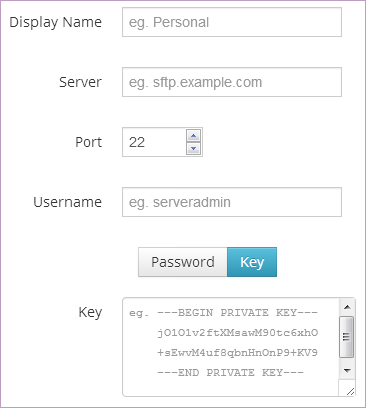 Display Name
eg. Personal
Server
eg. sftp.example.com
Port
22
Username
eg. serveradmin
Password
Key
Key
eg. ---BEGIN PRIVATE KEY---
jO1O1v2ftXMsawM90tc6xhO
+sEwvM4uf8qbnHnOnP9+KV9
---END PRIVATE KEY---